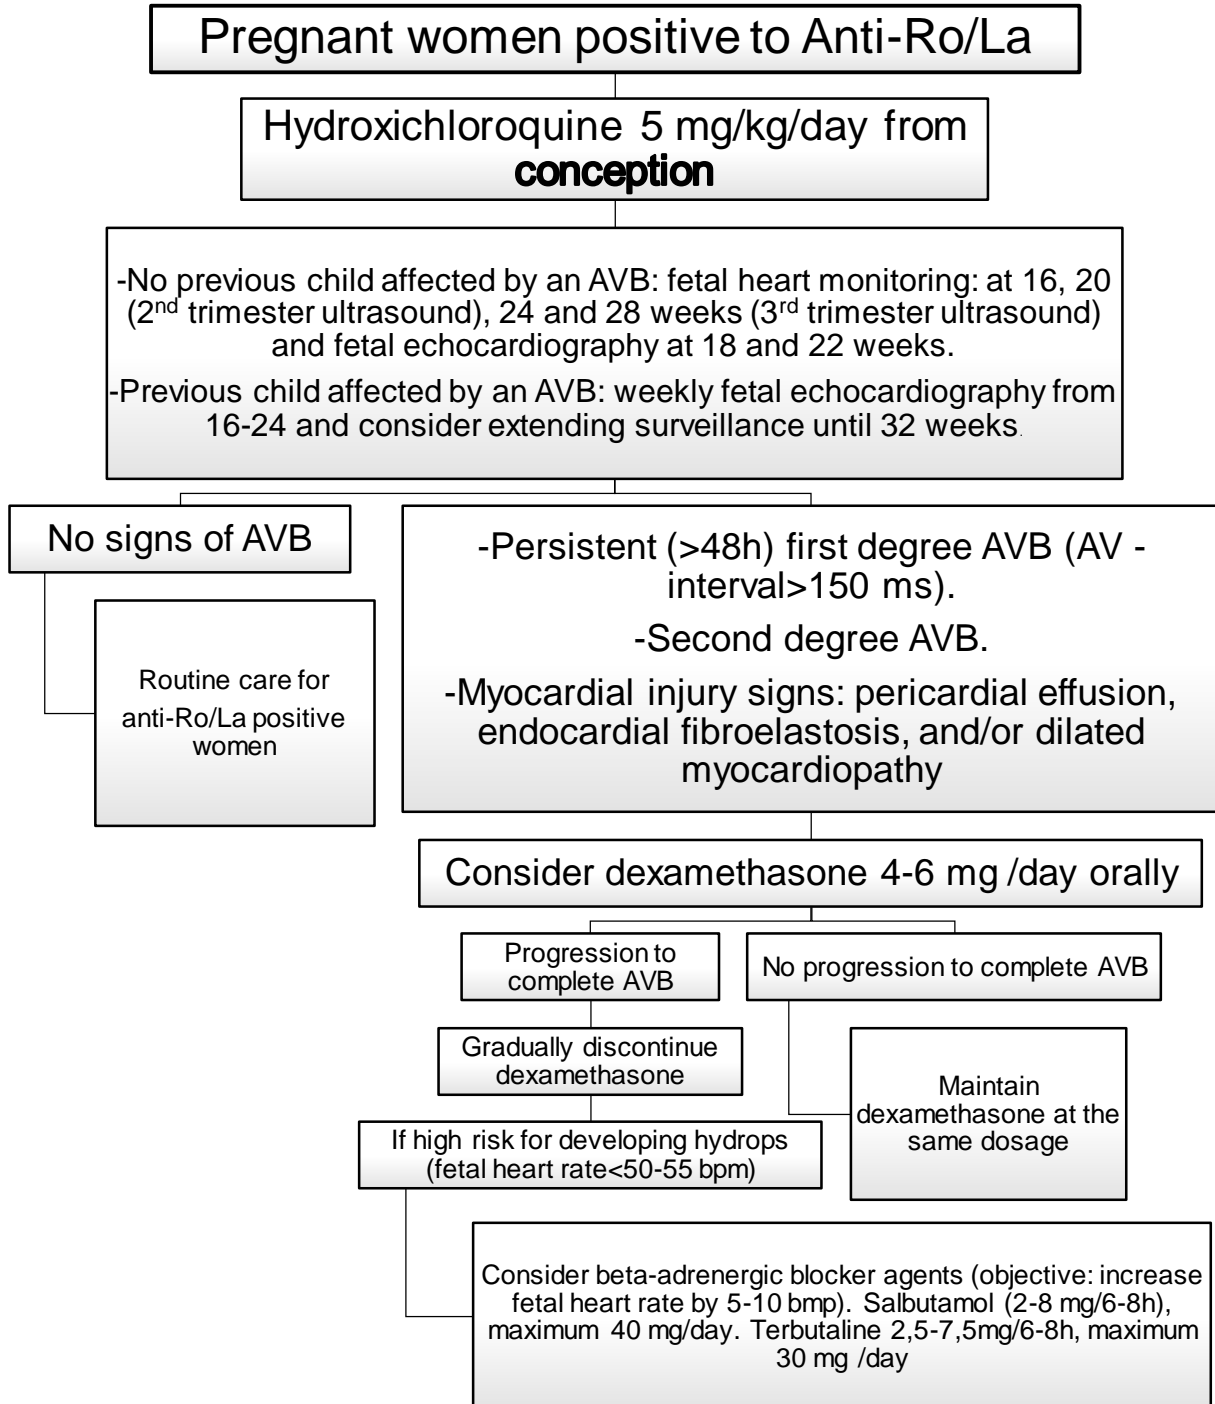 Pregnant women positive to Anti-Ro/La
Hydroxichloroquine 5 mg/kg/day from
conception
-No previous child affected by an AVB: fetal heart monitoring: at 16, 20
(2nd trimester ultrasound), 24 and 28 weeks (3rd trimester ultrasound)
and fetal echocardiography at 18 and 22 weeks.
-Previous child affected by an AVB: weekly fetal echocardiography from
16-24 and consider extending surveillance until 32 weeks.
No signs of AVB
Routine care for
anti-Ro/La positive
women
-Persistent (>48h) first degree AVB (AV -
interval>150 ms).
-Second degree AVB.
-Myocardial injury signs: pericardial effusion,
endocardial fibroelastosis, and/or dilated
myocardiopathy
Consider dexamethasone 4-6 mg /day orally
Progression to
complete AVB
No progression to complete AVB
Gradually discontinue
dexamethasone
Maintain
dexamethasone at the
same dosage
If high risk for developing hydrops
(fetal heart rate<50-55 bpm)
Consider beta-adrenergic blocker agents (objective: increase
fetal heart rate by 5-10 bmp). Salbutamol (2-8 mg/6-8h),
maximum 40 mg/day. Terbutaline 2,5-7,5mg/6-8h, maximum
30 mg /day